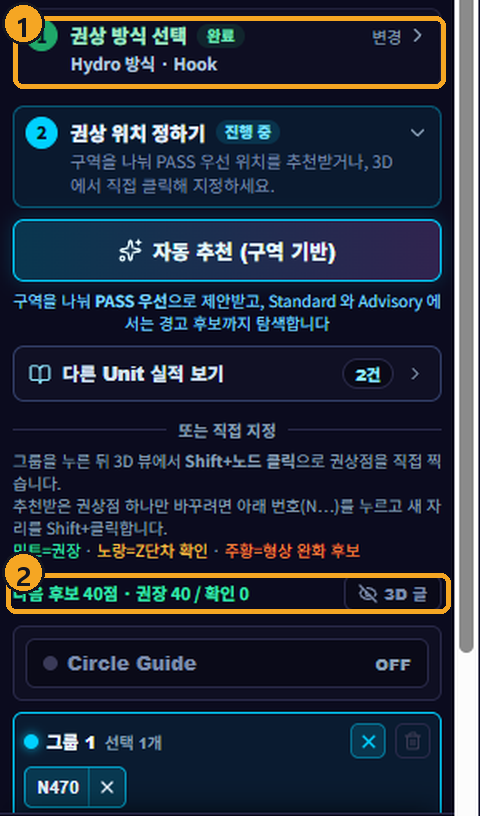 1
권상 방식 선택 완료 변경
Hydro 방식 · Hook
2 권상 위치 정하기 진행 중
구역을 나눠 PASS 우선 위치를 추천받거나, 3D
에서 직접 클릭해 지정하세요.
자동 추천 (구역 기반)
구역을 나눠 PASS 우선으로 제안받고, Standard 와 Advisory 에
서는 경고 후보까지 탐색합니다
다른 Unit 실적 보기 2건
또는 직접 지정
그룹을 누른 뒤 3D 뷰에서 Shift+노드 클릭으로 권상점을 직접 찍
습니다.
추천받은 권상점 하나만 바꾸려면 아래 번호(N…)를 누르고 새 자
리를 Shift+클릭합니다.
민트=권장 · 노랑=Z단차 확인 · 주황=형상 완화 후보
2
다음 후보 40점 · 권장 40 / 확인 0 3D 글
Circle Guide OFF
그룹 1 선택 1개
N470